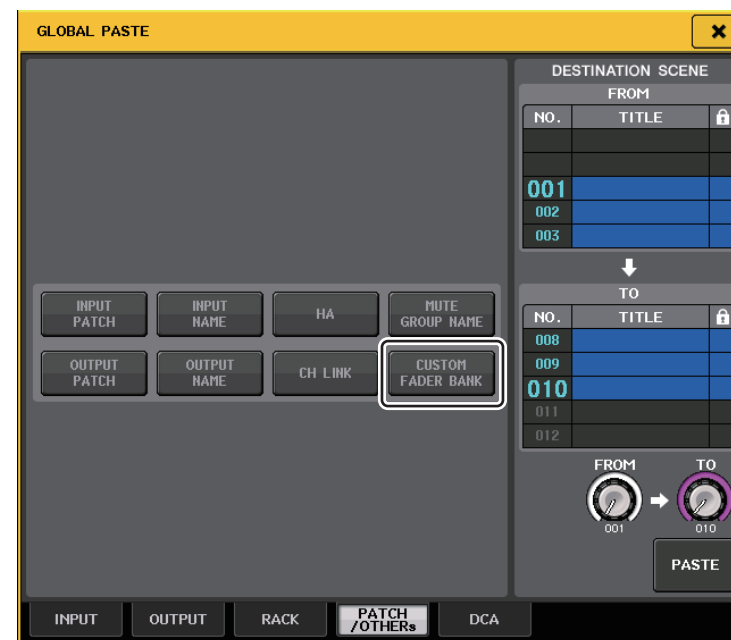 GLOBAL PASTE
INPUT PATCH
INPUT NAME
HA
MUTE GROUP NAME
OUTPUT PATCH
OUTPUT NAME
CH LINK
CUSTOM FADER BANK
DESTINATION SCENE
FROM
NO. TITLE
001
002
003
TO
NO. TITLE
008
009
010
011
012
FROM TO
001 010
PASTE
INPUT OUTPUT RACK PATCH /OTHERs DCA